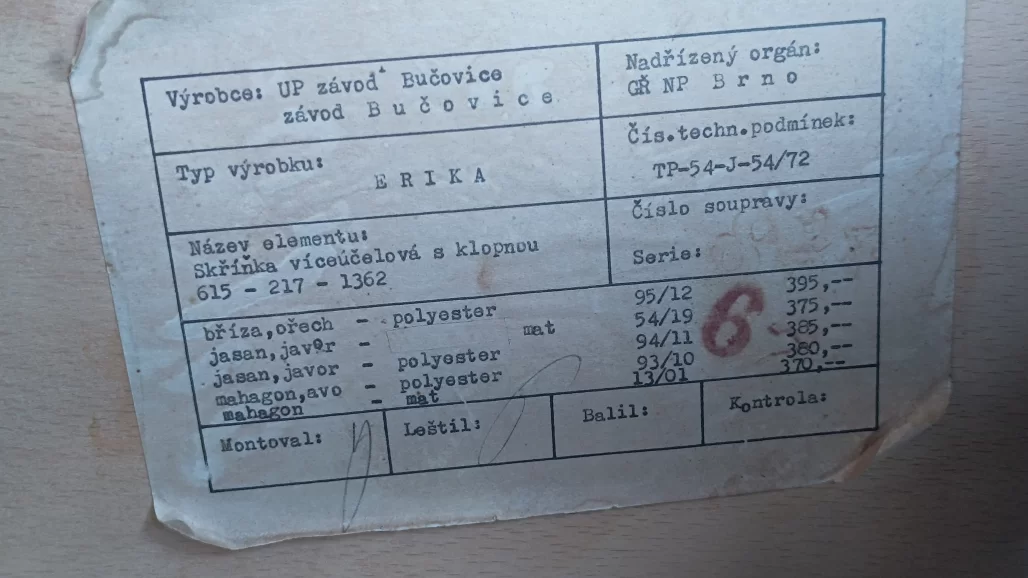 Výrobce: UP závod Bučovice
závod Bučovice
Nadřízený orgán:
GŘ NP Brno
Typ výrobku:
ERIKA
Čís.techn.podmínek:
TP-54-J-54/72
Název elementu:
Skříňka víceúčelová s klopnou
615 - 217 - 1362
Číslo soupravy:
Serie:
6
bříza,ořech - polyester 95/12 395,--
jasan,javor - mat 54/19 375,--
jasan,javor - polyester 94/11 385,--
mahagon,avo - polyester 93/10 380,--
mahagon - mat 13/01 370,--
Montoval:
Leštil:
Balil:
Kontrola: